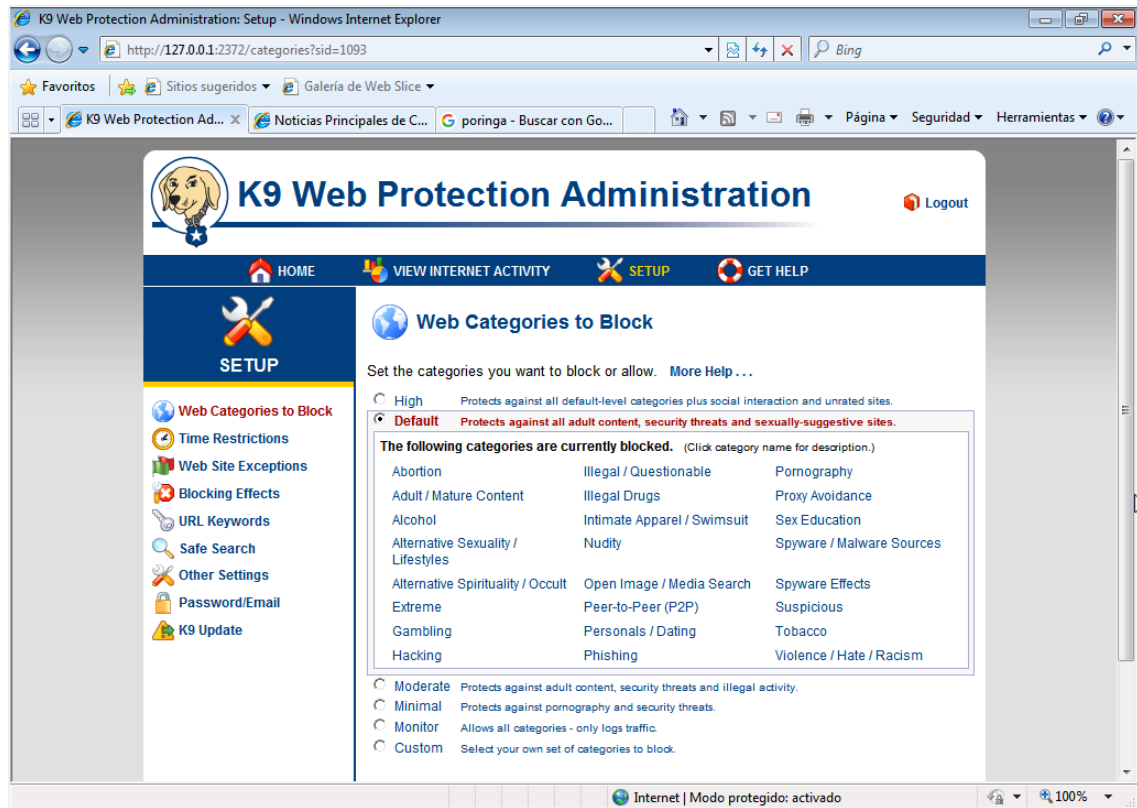 K9 Web Protection Administration: Setup - Windows Internet Explorer
http://127.0.0.1:2372/categories?sid=1093
Bing
Favoritos
Sitios sugeridos
Galería de Web Slice
K9 Web Protection Ad...
Noticias Principales de C...
poringa - Buscar con Go...
Página
Seguridad
Herramientas
K9 Web Protection Administration
Logout
HOME
VIEW INTERNET ACTIVITY
SETUP
GET HELP
SETUP
Web Categories to Block
Time Restrictions
Web Site Exceptions
Blocking Effects
URL Keywords
Safe Search
Other Settings
Password/Email
K9 Update
Web Categories to Block
Set the categories you want to block or allow. More Help . . .
High Protects against all default-level categories plus social interaction and unrated sites.
Default Protects against all adult content, security threats and sexually-suggestive sites.
The following categories are currently blocked. (Click category name for description.)
Abortion Illegal / Questionable Pornography
Adult / Mature Content Illegal Drugs Proxy Avoidance
Alcohol Intimate Apparel / Swimsuit Sex Education
Alternative Sexuality / Nudity Spyware / Malware Sources
Lifestyles
Alternative Spirituality / Occult Open Image / Media Search Spyware Effects
Extreme Peer-to-Peer (P2P) Suspicious
Gambling Personals / Dating Tobacco
Hacking Phishing Violence / Hate / Racism
Moderate Protects against adult content, security threats and illegal activity.
Minimal Protects against pornography and security threats.
Monitor Allows all categories - only logs traffic.
Custom Select your own set of categories to block.
Internet | Modo protegido: activado
100%